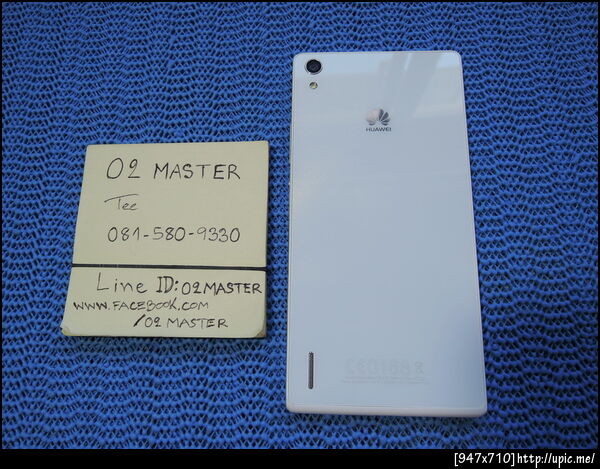 O2 MASTER
Tee
081-580-9330
Line ID: O2MASTER
WWW.FACEBOOK.COM
/O2 MASTER
HUAWEI
CE0168
[947x710]http://upic.me/